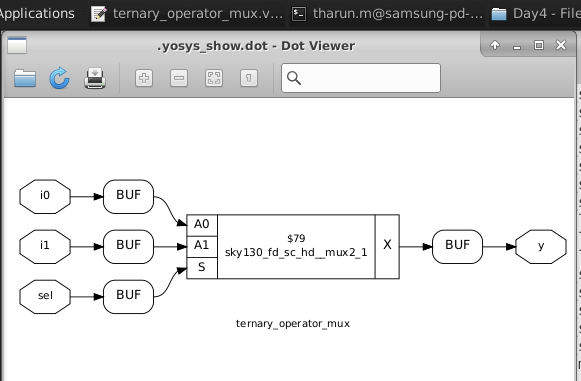 Applications
ternary_operator_mux.v...
tharun.m@samsung-pd-...
Day4 - File
.yosys_show.dot - Dot Viewer
i0
BUF
A0
i1
BUF
A1
$79
sky130_fd_sc_hd__mux2_1
X
BUF
y
sel
BUF
S
ternary_operator_mux